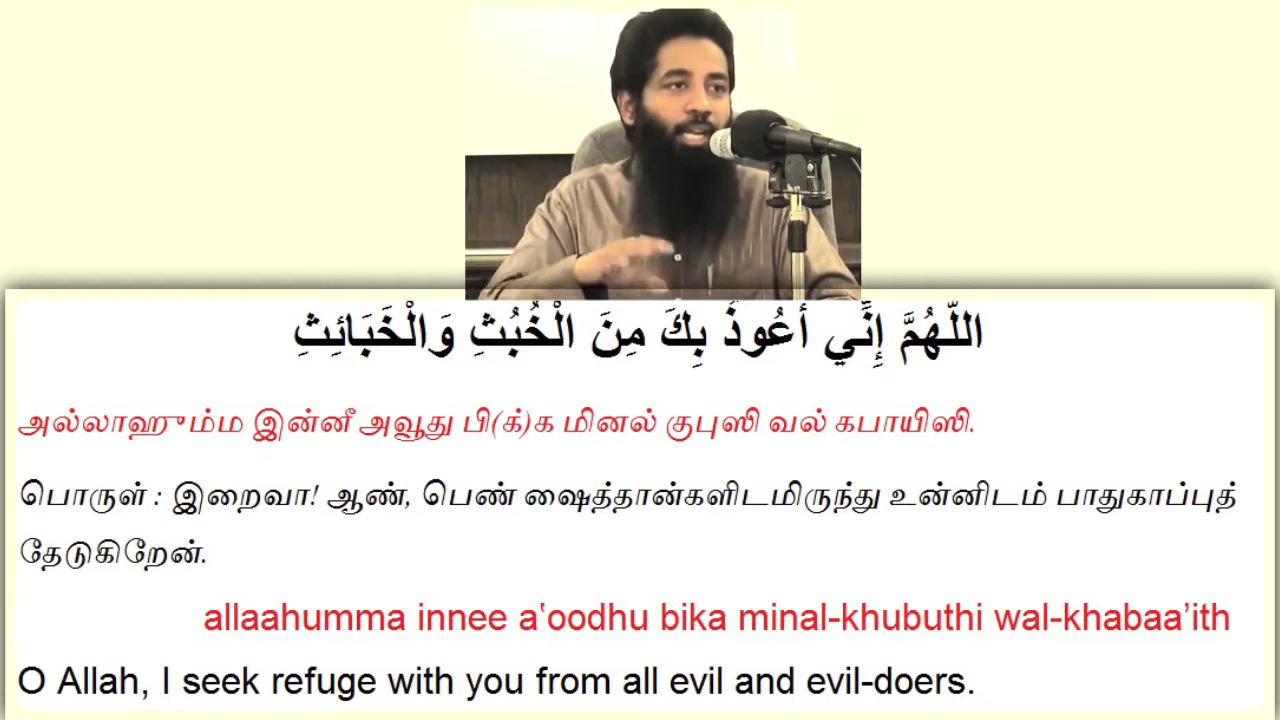 اللّهُمَّ إِنِّي أَعُوذُ بِكَ مِنَ الْخُبُثِ وَالْخَبَائِثِ
அல்லாஹும்ம இன்னீ அவூது பி(க்)க மினல் குபுஸி வல் கபாயிஸி.
பொருள் : இறைவா! ஆண், பெண் ஷைத்தான்களிடமிருந்து உன்னிடம் பாதுகாப்புத்
தேடுகிறேன்.
allaahumma innee a‛oodhu bika minal-khubuthi wal-khabaa’ith
O Allah, I seek refuge with you from all evil and evil-doers.